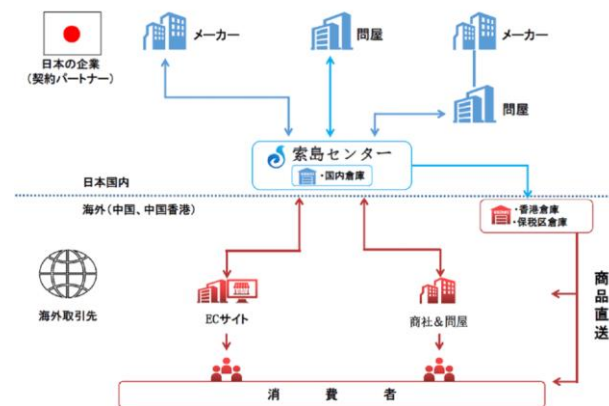 メーカー
問屋
メーカー
日本の企業
(契約パートナー)
問屋
索島センター
・国内倉庫
日本国内
海外(中国、中国香港)
・香港倉庫
・保税区倉庫
商品直送
海外取引先
ECサイト
商社&問屋
消費者